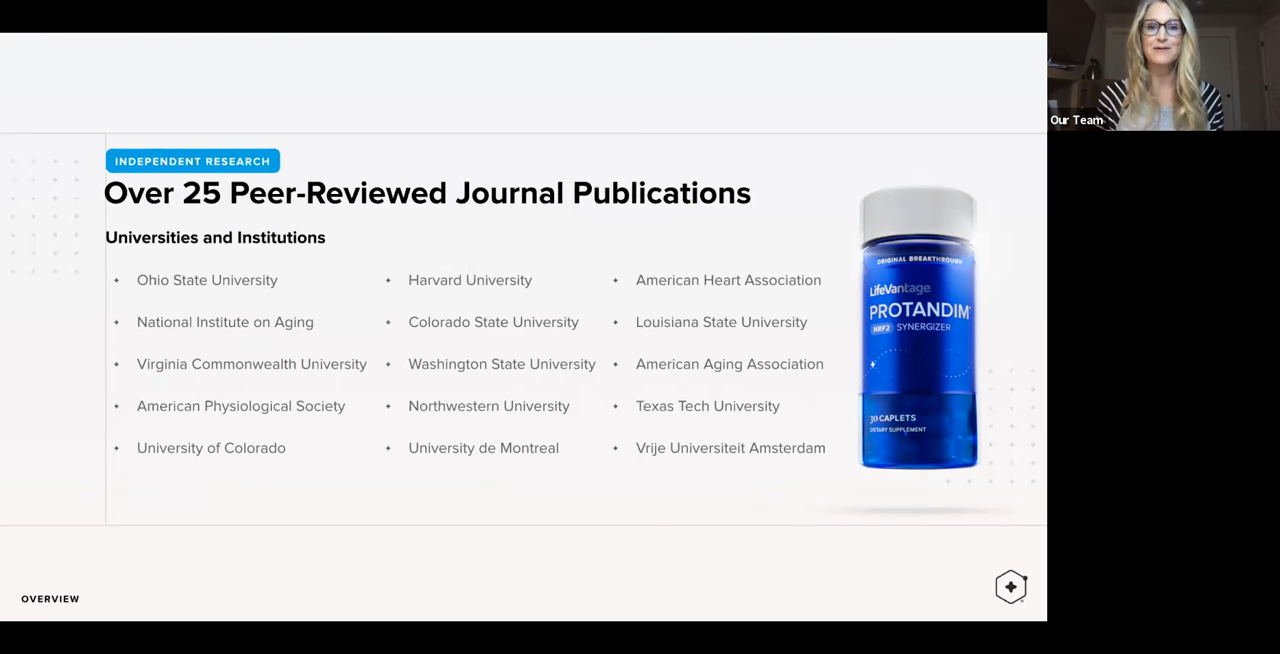 Our Team
INDEPENDENT RESEARCH
Over 25 Peer-Reviewed Journal Publications
Universities and Institutions
Ohio State University
National Institute on Aging
Virginia Commonwealth University
American Physiological Society
University of Colorado
Harvard University
Colorado State University
Washington State University
Northwestern University
University de Montreal
American Heart Association
Louisiana State University
American Aging Association
Texas Tech University
Vrije Universiteit Amsterdam
ORIGINAL BREAKTHROUGH
LifeVantage
PROTANDIM
NRF2 SYNERGIZER
30 CAPLETS
DIETARY SUPPLEMENT
OVERVIEW